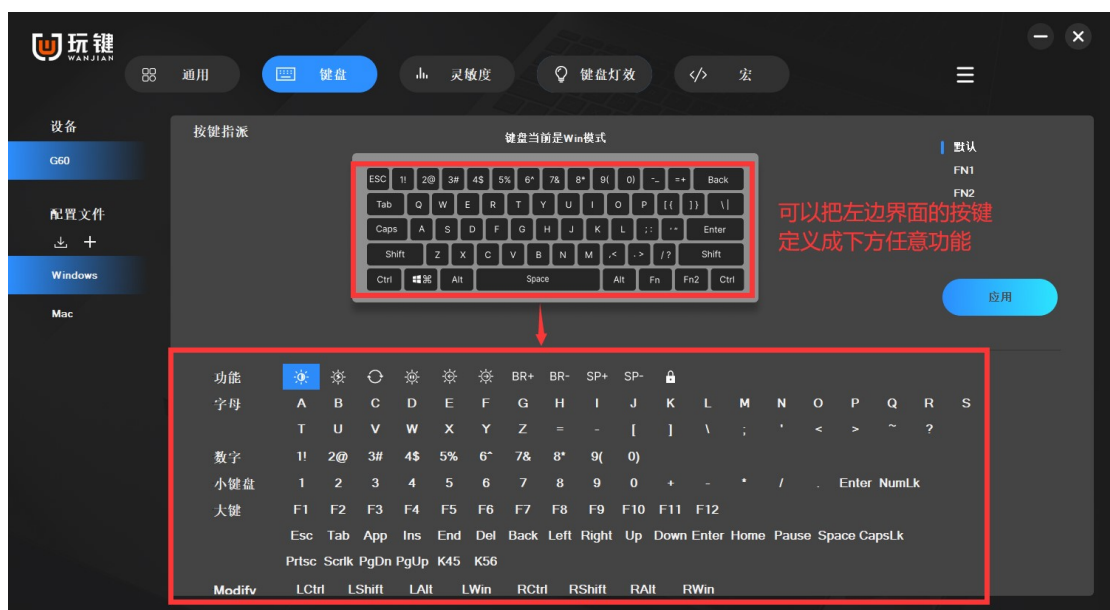 玩键
WANJIAN
通用 键盘 灵敏度 键盘灯效 </> 宏
设备
G60
配置文件
Windows
Mac
按键指派
键盘当前是Win模式
默认
FN1
FN2
ESC 1! 2@ 3# 4$ 5% 6^ 7& 8* 9( 0) -_ =+ Back
Tab Q W E R T Y U I O P [{ ]} \|
Caps A S D F G H J K L ;: '" Enter
Shift Z X C V B N M ,< .> /? Shift
Ctrl ⌘ Alt Space Alt Fn Fn2 Ctrl
可以把左边界面的按键
定义成下方任意功能
应用
功能 BR+ BR- SP+ SP-
字母 A B C D E F G H I J K L M N O P Q R S
T U V W X Y Z = - [ ] \ ; ' < > ~ ?
数字 1! 2@ 3# 4$ 5% 6^ 7& 8* 9( 0)
小键盘 1 2 3 4 5 6 7 8 9 0 + - * / . Enter NumLk
大键 F1 F2 F3 F4 F5 F6 F7 F8 F9 F10 F11 F12
Esc Tab App Ins End Del Back Left Right Up Down Enter Home Pause Space CapsLk
Prtsc Scrlk PgDn PgUp K45 K56
Modify LCtrl LShift LAlt LWin RCtrl RShift RAlt RWin